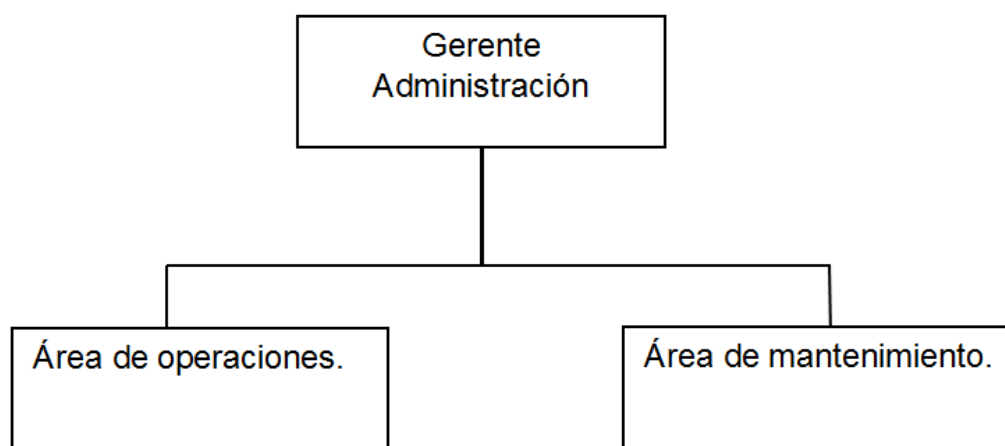 Gerente
Administración
Área de operaciones.
Área de mantenimiento.